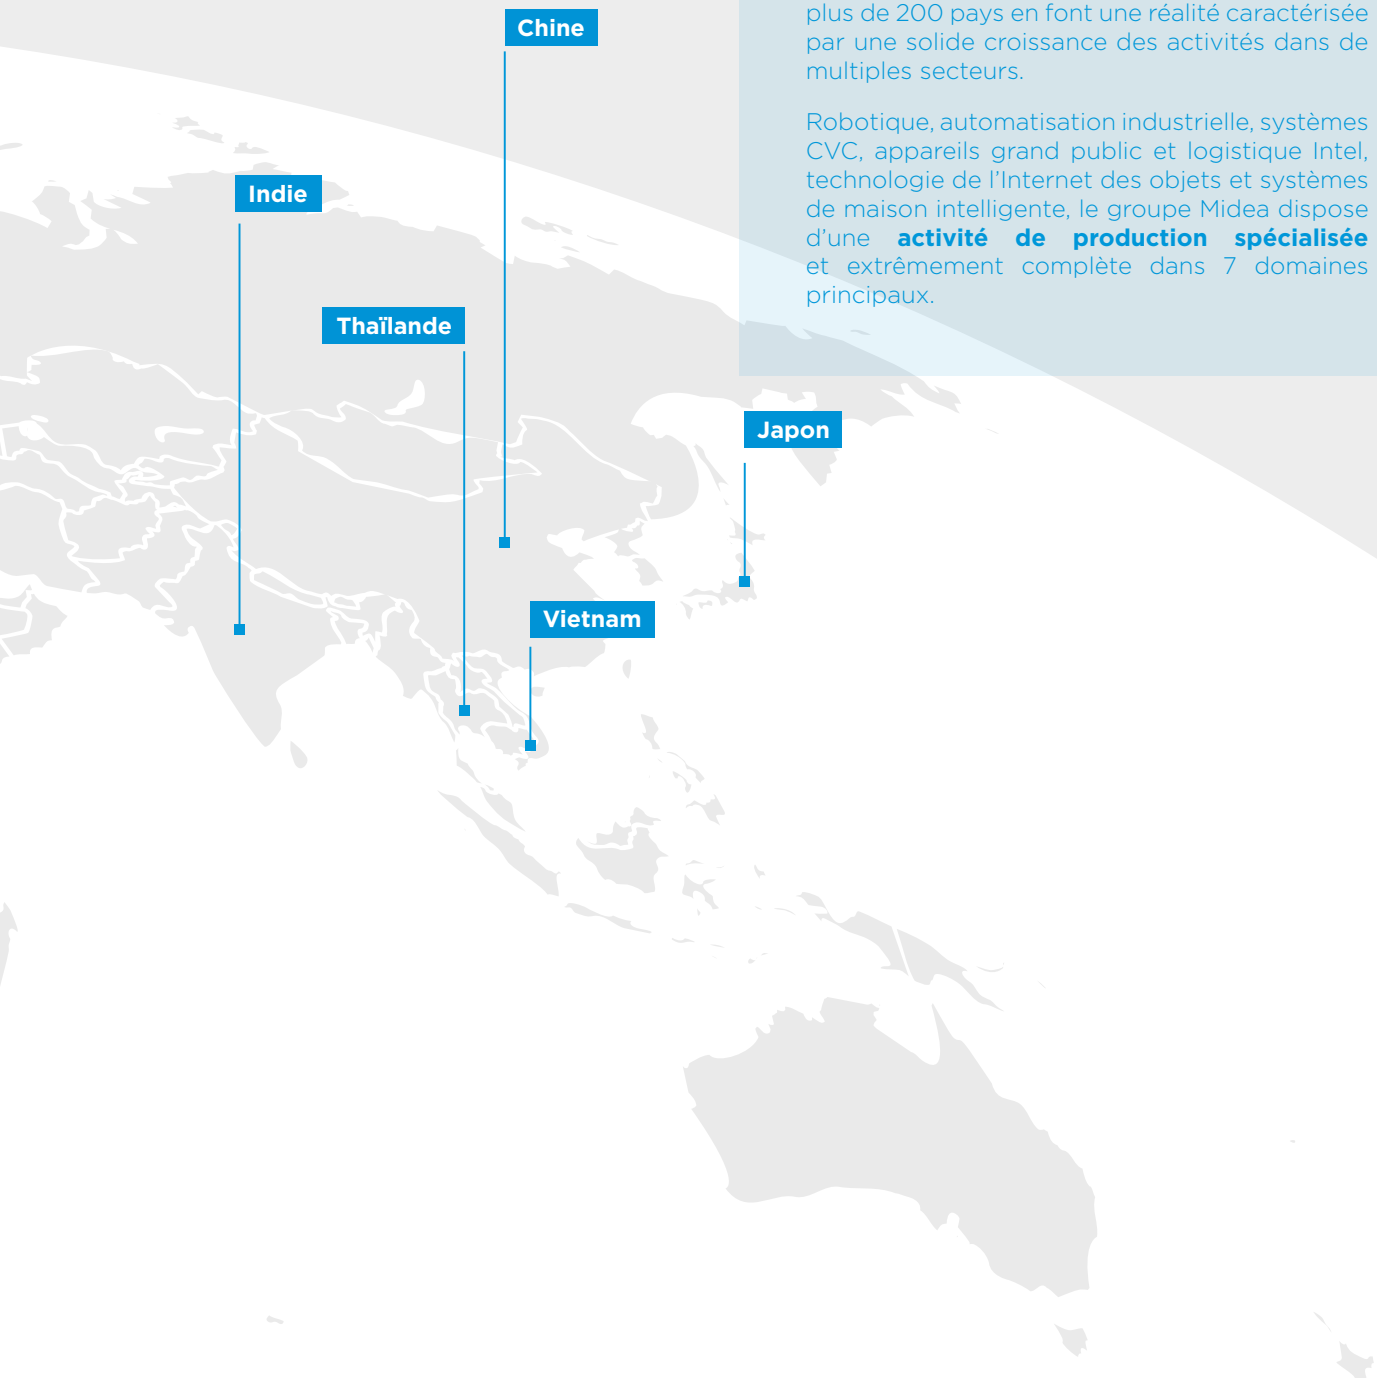 plus de 200 pays en font une réalité caractérisée
par une solide croissance des activités dans de
multiples secteurs.
Robotique, automatisation industrielle, systèmes
CVC, appareils grand public et logistique Intel,
technologie de l’Internet des objets et systèmes
de maison intelligente, le groupe Midea dispose
d’une activité de production spécialisée
et extrêmement complète dans 7 domaines
principaux.
Chine
Indie
Thaïlande
Japon
Vietnam